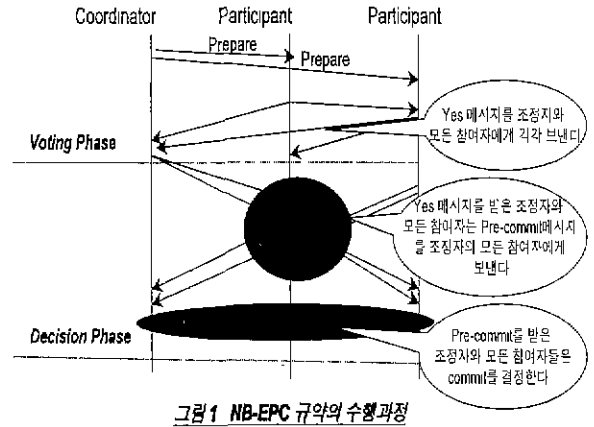 Coordinator
Participant
Participant
Prepare
Prepare
Yes 메시지를 조정자와
모든 참여자에게 각각 보낸다
Voting Phase
Yes 메시지를 받은 조정자와
모든 참여자는 Pre-commit메시지
를 조정자의 모든 참여자에게
보낸다
Decision Phase
Pre-commit를 받은
조정자와 모든 참여자들은
commit를 결정한다
그림 1 NB-EPC 규약의 수행과정